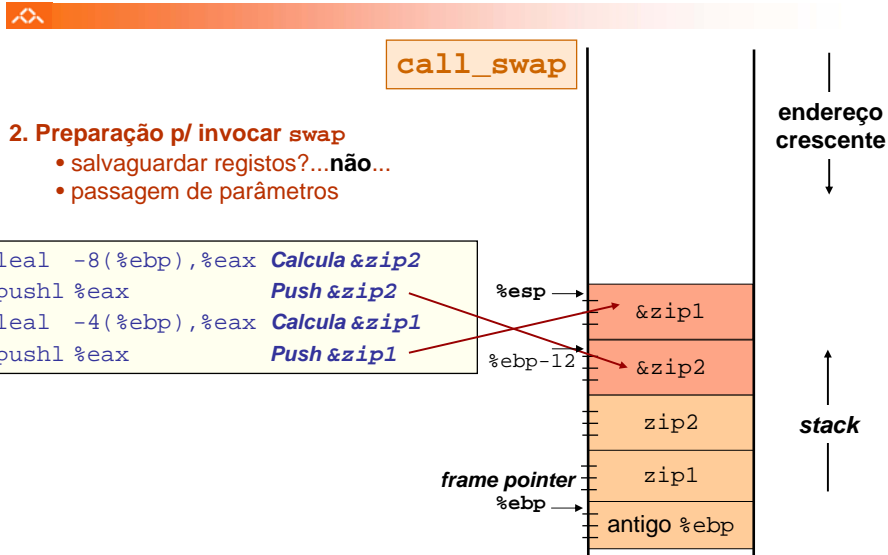 call_swap
endereço
crescente
2. Preparação p/ invocar swap
• salvaguardar registos?...não...
• passagem de parâmetros
leal -8(%ebp),%eax Calcula &zip2
pushl %eax Push &zip2
leal -4(%ebp),%eax Calcula &zip1
pushl %eax Push &zip1
%esp
&zip1
%ebp-12
&zip2
zip2
stack
frame pointer
zip1
%ebp
antigo %ebp